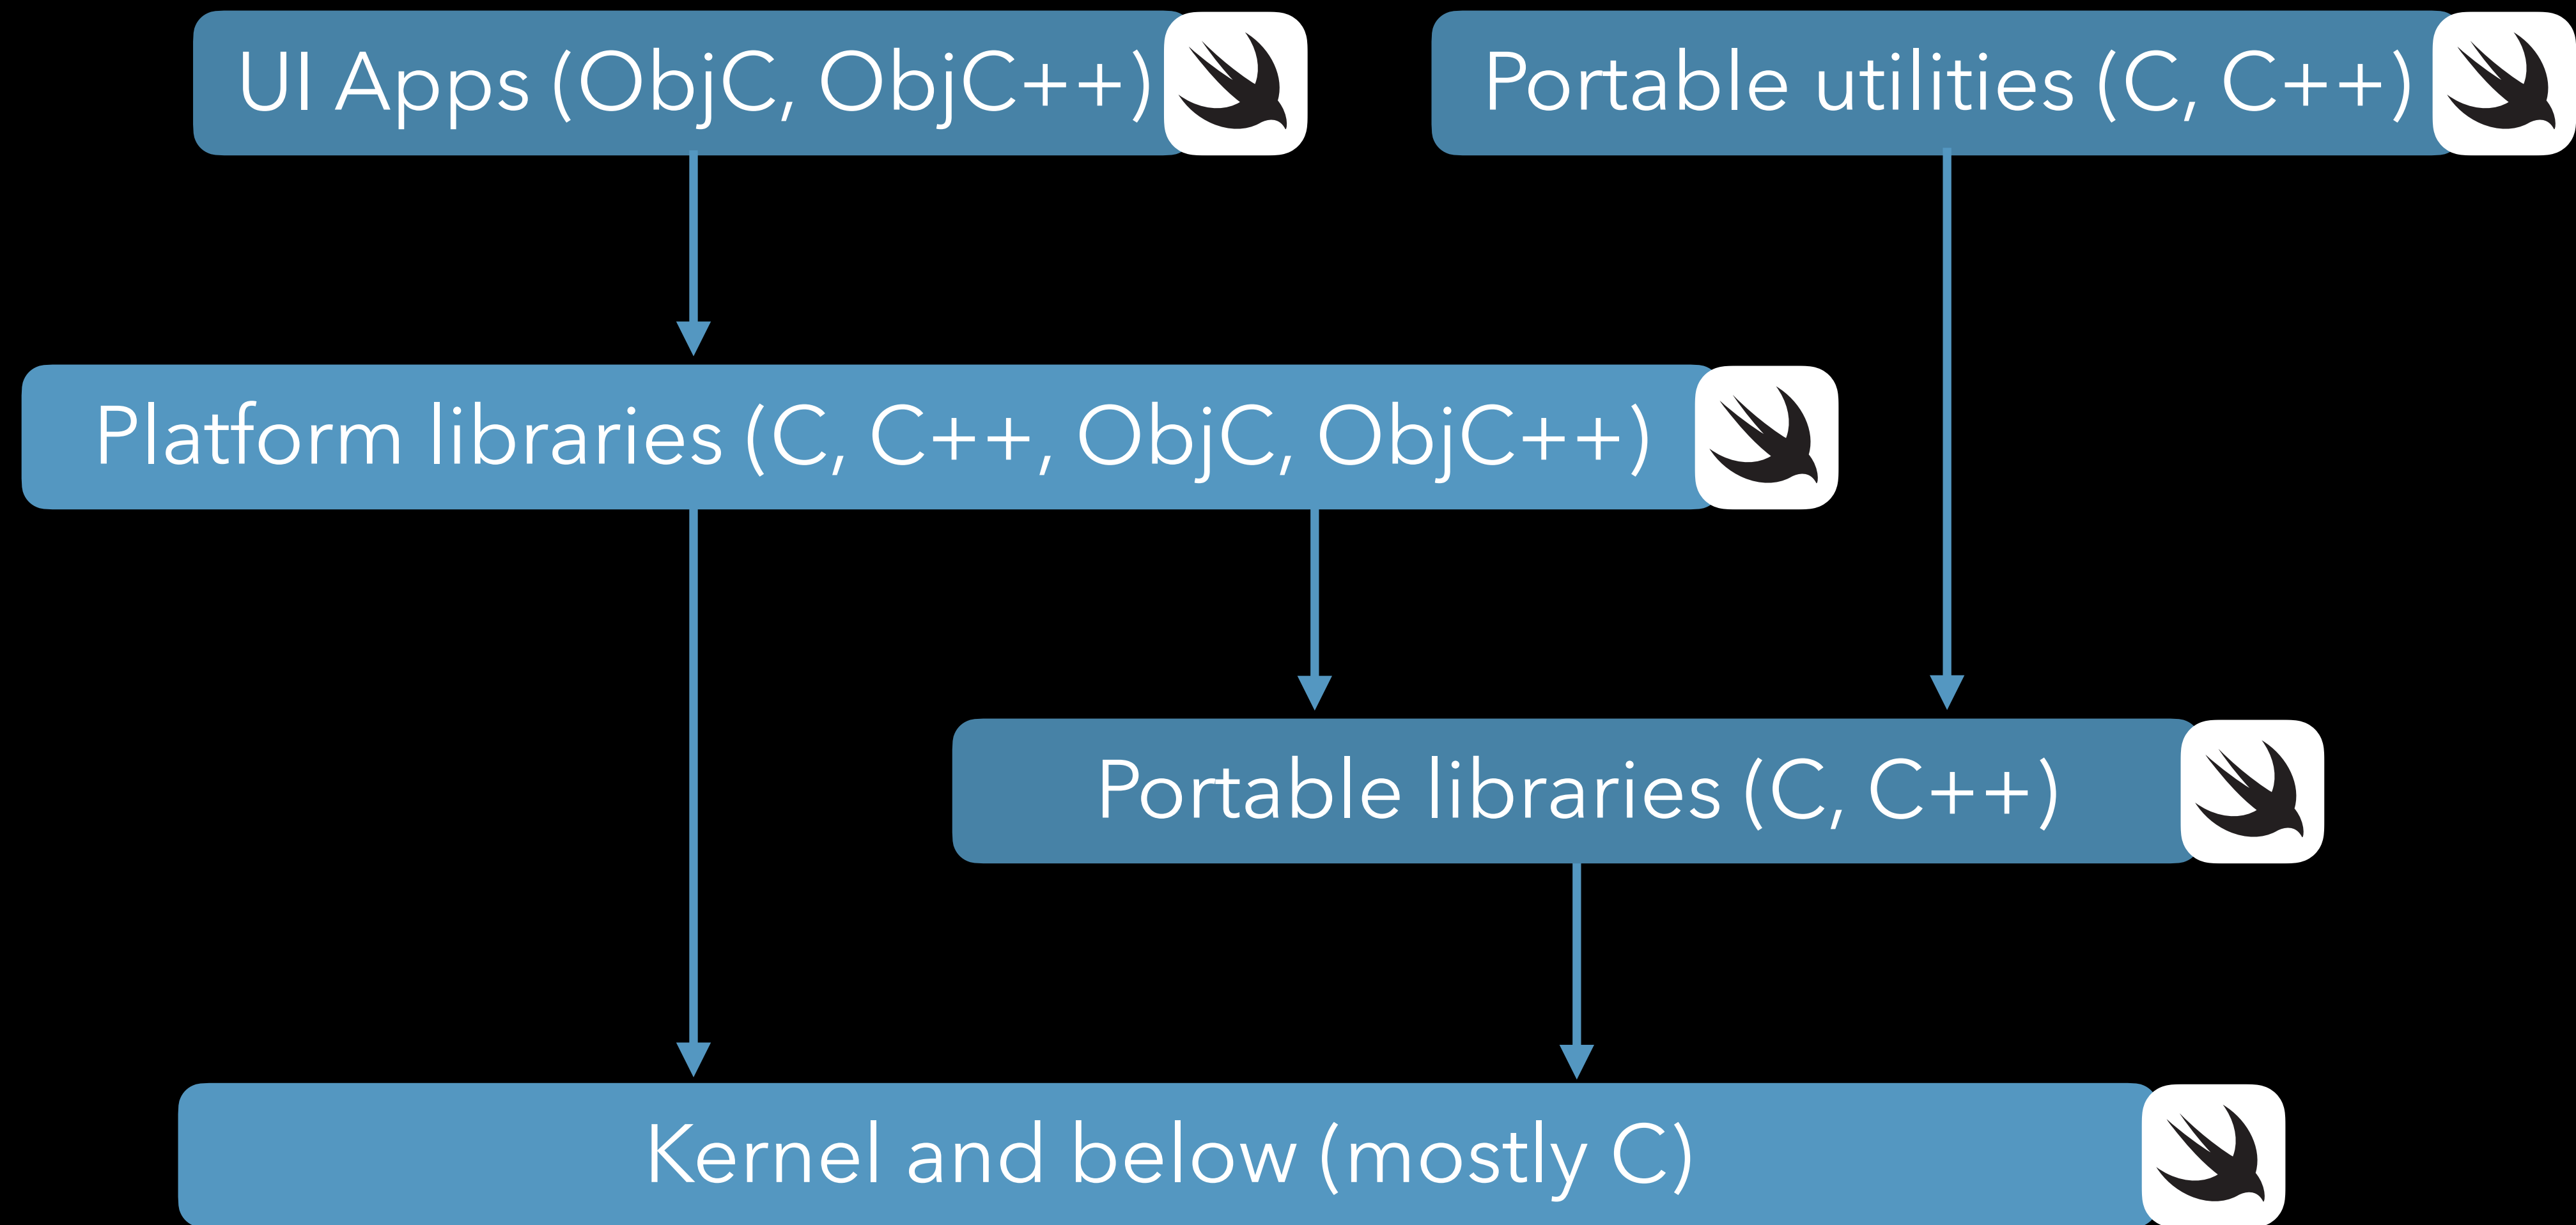 UI Apps (ObjC, ObjC++)
Portable utilities (C, C++)
Platform libraries (C, C++, ObjC, ObjC++)
Portable libraries (C, C++)
Kernel and below (mostly C)